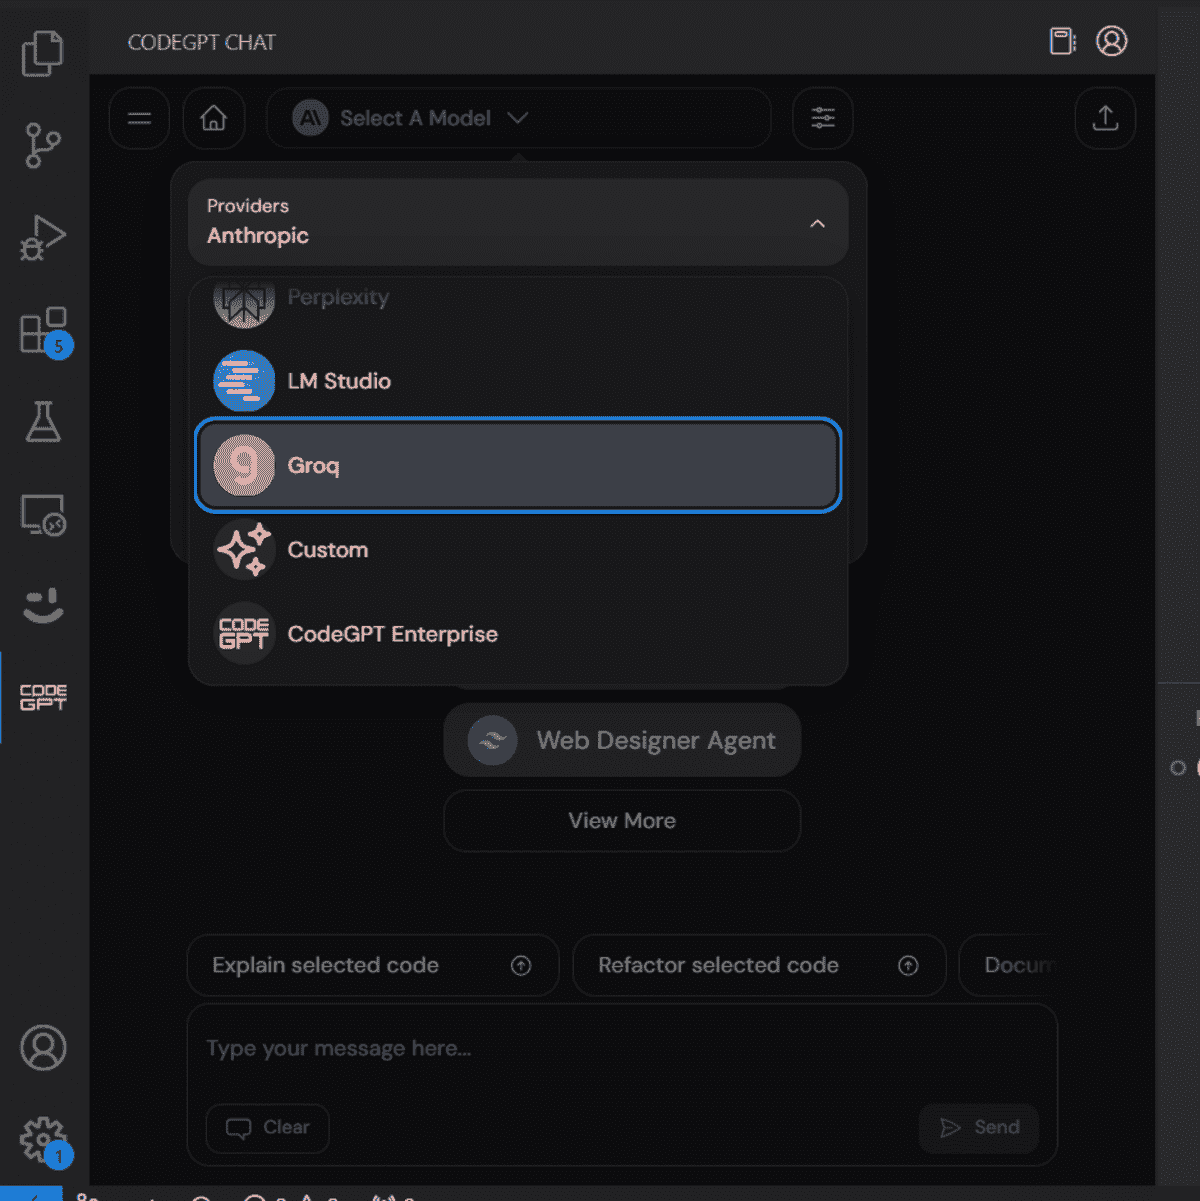 CODEGPT CHAT
Select A Model
Providers
Anthropic
Perplexity
LM Studio
5
Groq
Custom
CODE
GPT
CodeGPT Enterprise
CODE
GPT
Web Designer Agent
View More
Explain selected code
Refactor selected code
Type your message here...
Clear
Send
1